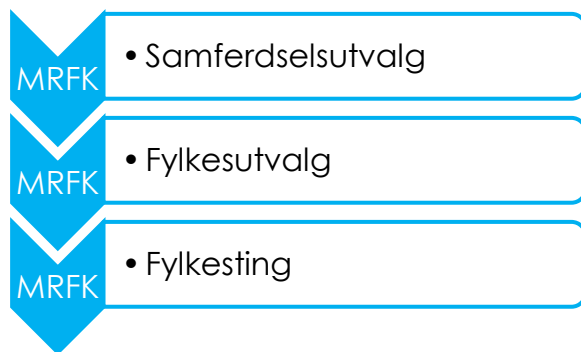 MRFK
• Samferdselsutvalg
MRFK
• Fylkesutvalg
MRFK
• Fylkesting